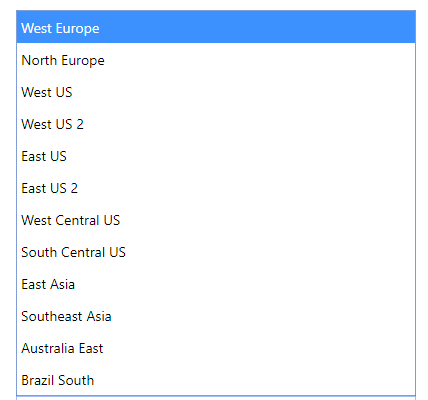 West Europe
North Europe
West US
West US 2
East US
East US 2
West Central US
South Central US
East Asia
Southeast Asia
Australia East
Brazil South